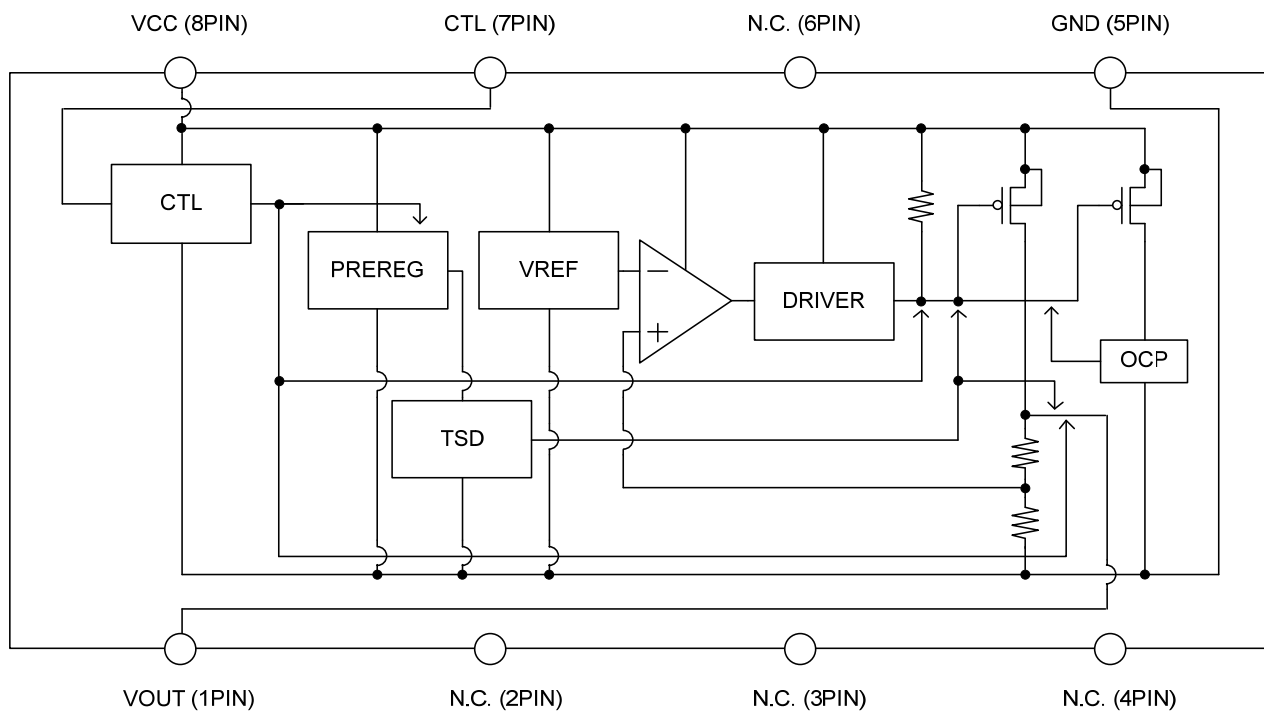 VCC (8PIN)
CTL (7PIN)
N.C. (6PIN)
GND (5PIN)
CTL
PREREG
VREF
−
+
DRIVER
OCP
TSD
VOUT (1PIN)
N.C. (2PIN)
N.C. (3PIN)
N.C. (4PIN)